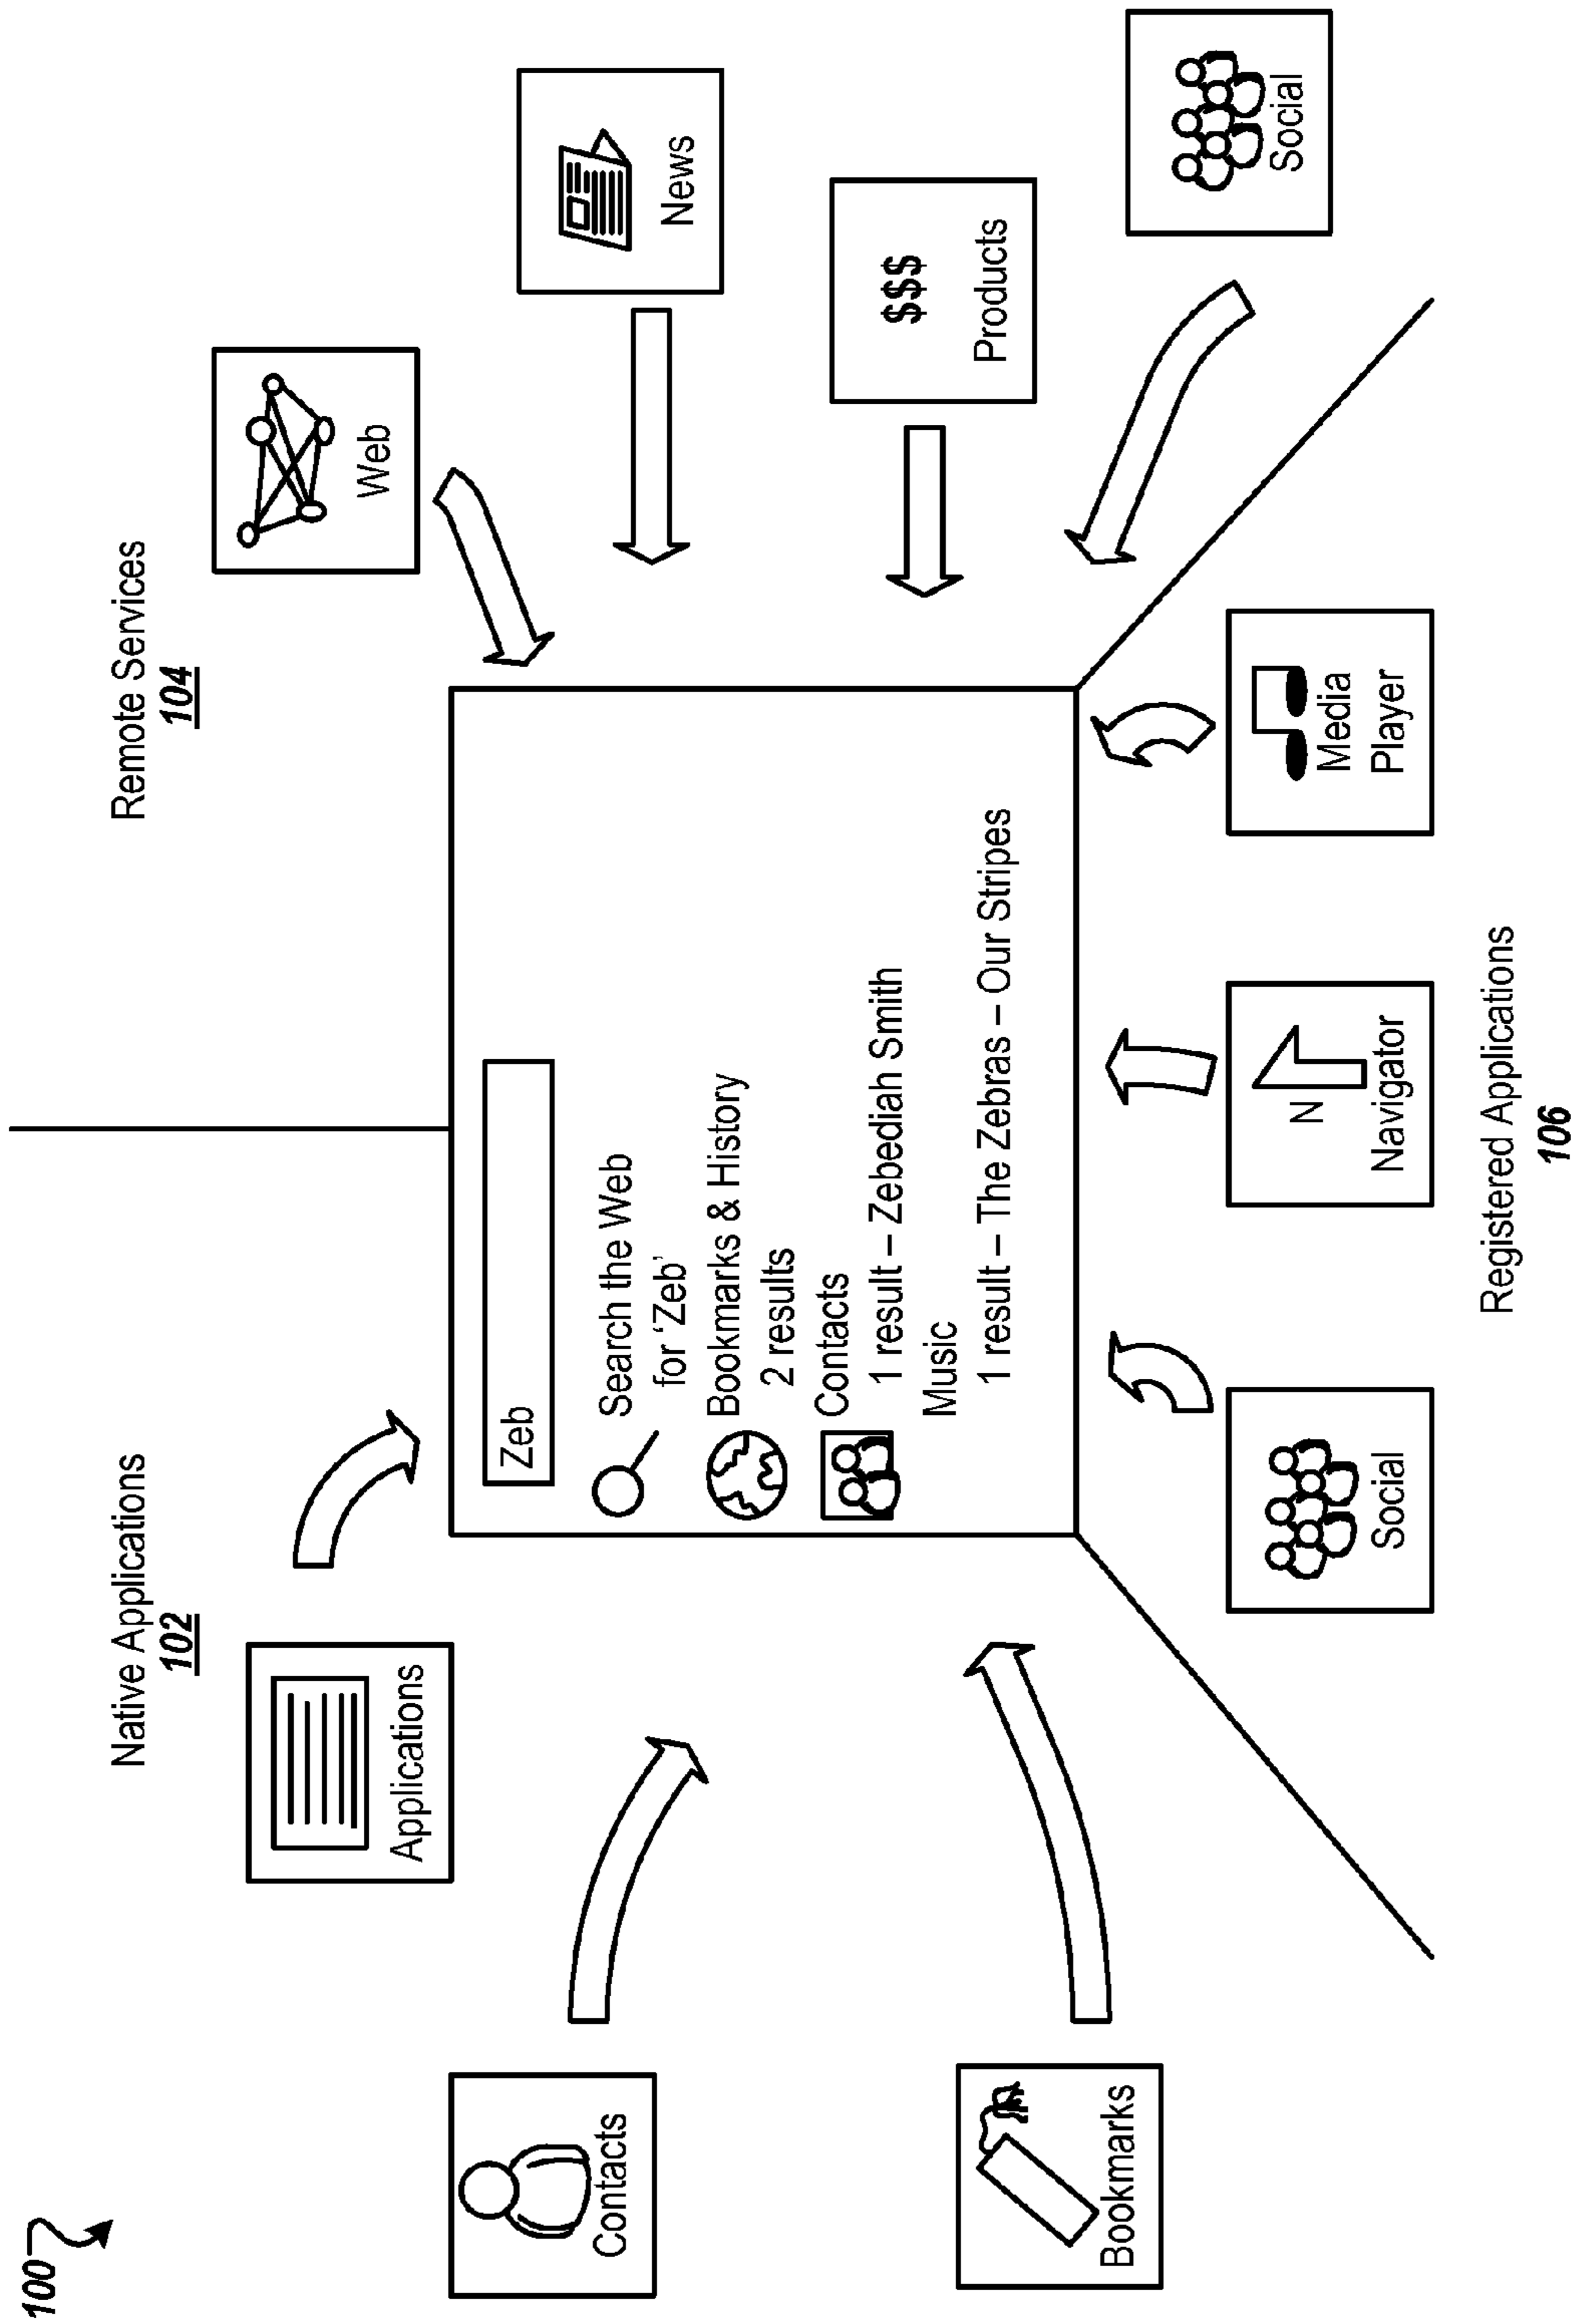 100
Native Applications
102
Remote Services
104
Applications
Contacts
Bookmarks
Zeb
Search the Web
for ‘Zeb’
Bookmarks & History
2 results
Contacts
1 result – Zebediah Smith
Music
1 result – The Zebras – Our Stripes
Web
News
$$$
Products
Social
Social
N
Navigator
Media
Player
Registered Applications
106